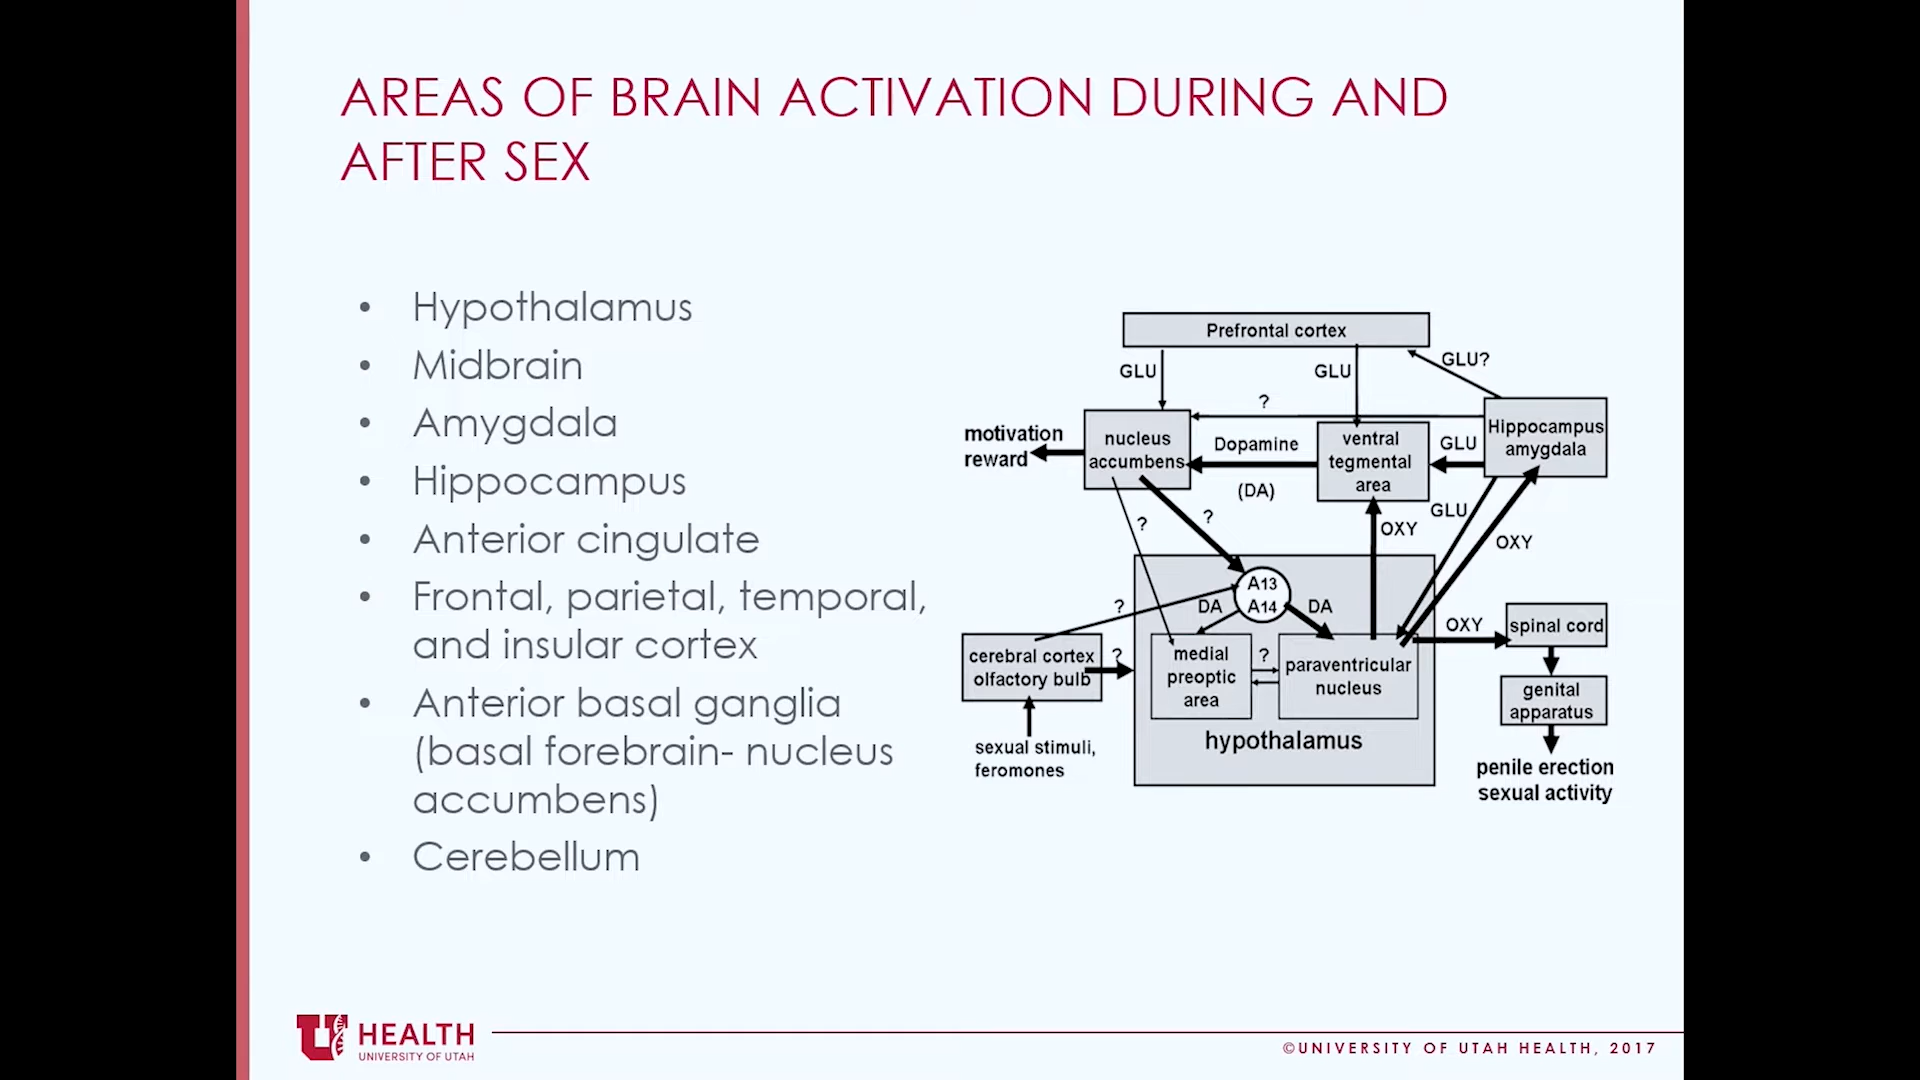 AREAS OF BRAIN ACTIVATION DURING AND
AFTER SEX
• Hypothalamus
• Midbrain
• Amygdala
• Hippocampus
• Anterior cingulate
• Frontal, parietal, temporal,
and insular cortex
• Anterior basal ganglia
(basal forebrain- nucleus
accumbens)
• Cerebellum
Prefrontal cortex
GLU
GLU
GLU?
?
motivation
reward
nucleus
accumbens
Dopamine
(DA)
ventral
tegmental
area
GLU
Hippocampus
amygdala
?
?
OXY
GLU
OXY
A13
A14
?
DA
DA
cerebral cortex
olfactory bulb
?
medial
preoptic
area
?
paraventricular
nucleus
hypothalamus
OXY
spinal cord
genital
apparatus
sexual stimuli,
feromones
penile erection
sexual activity
U HEALTH
UNIVERSITY OF UTAH
©UNIVERSITY OF UTAH HEALTH, 2017